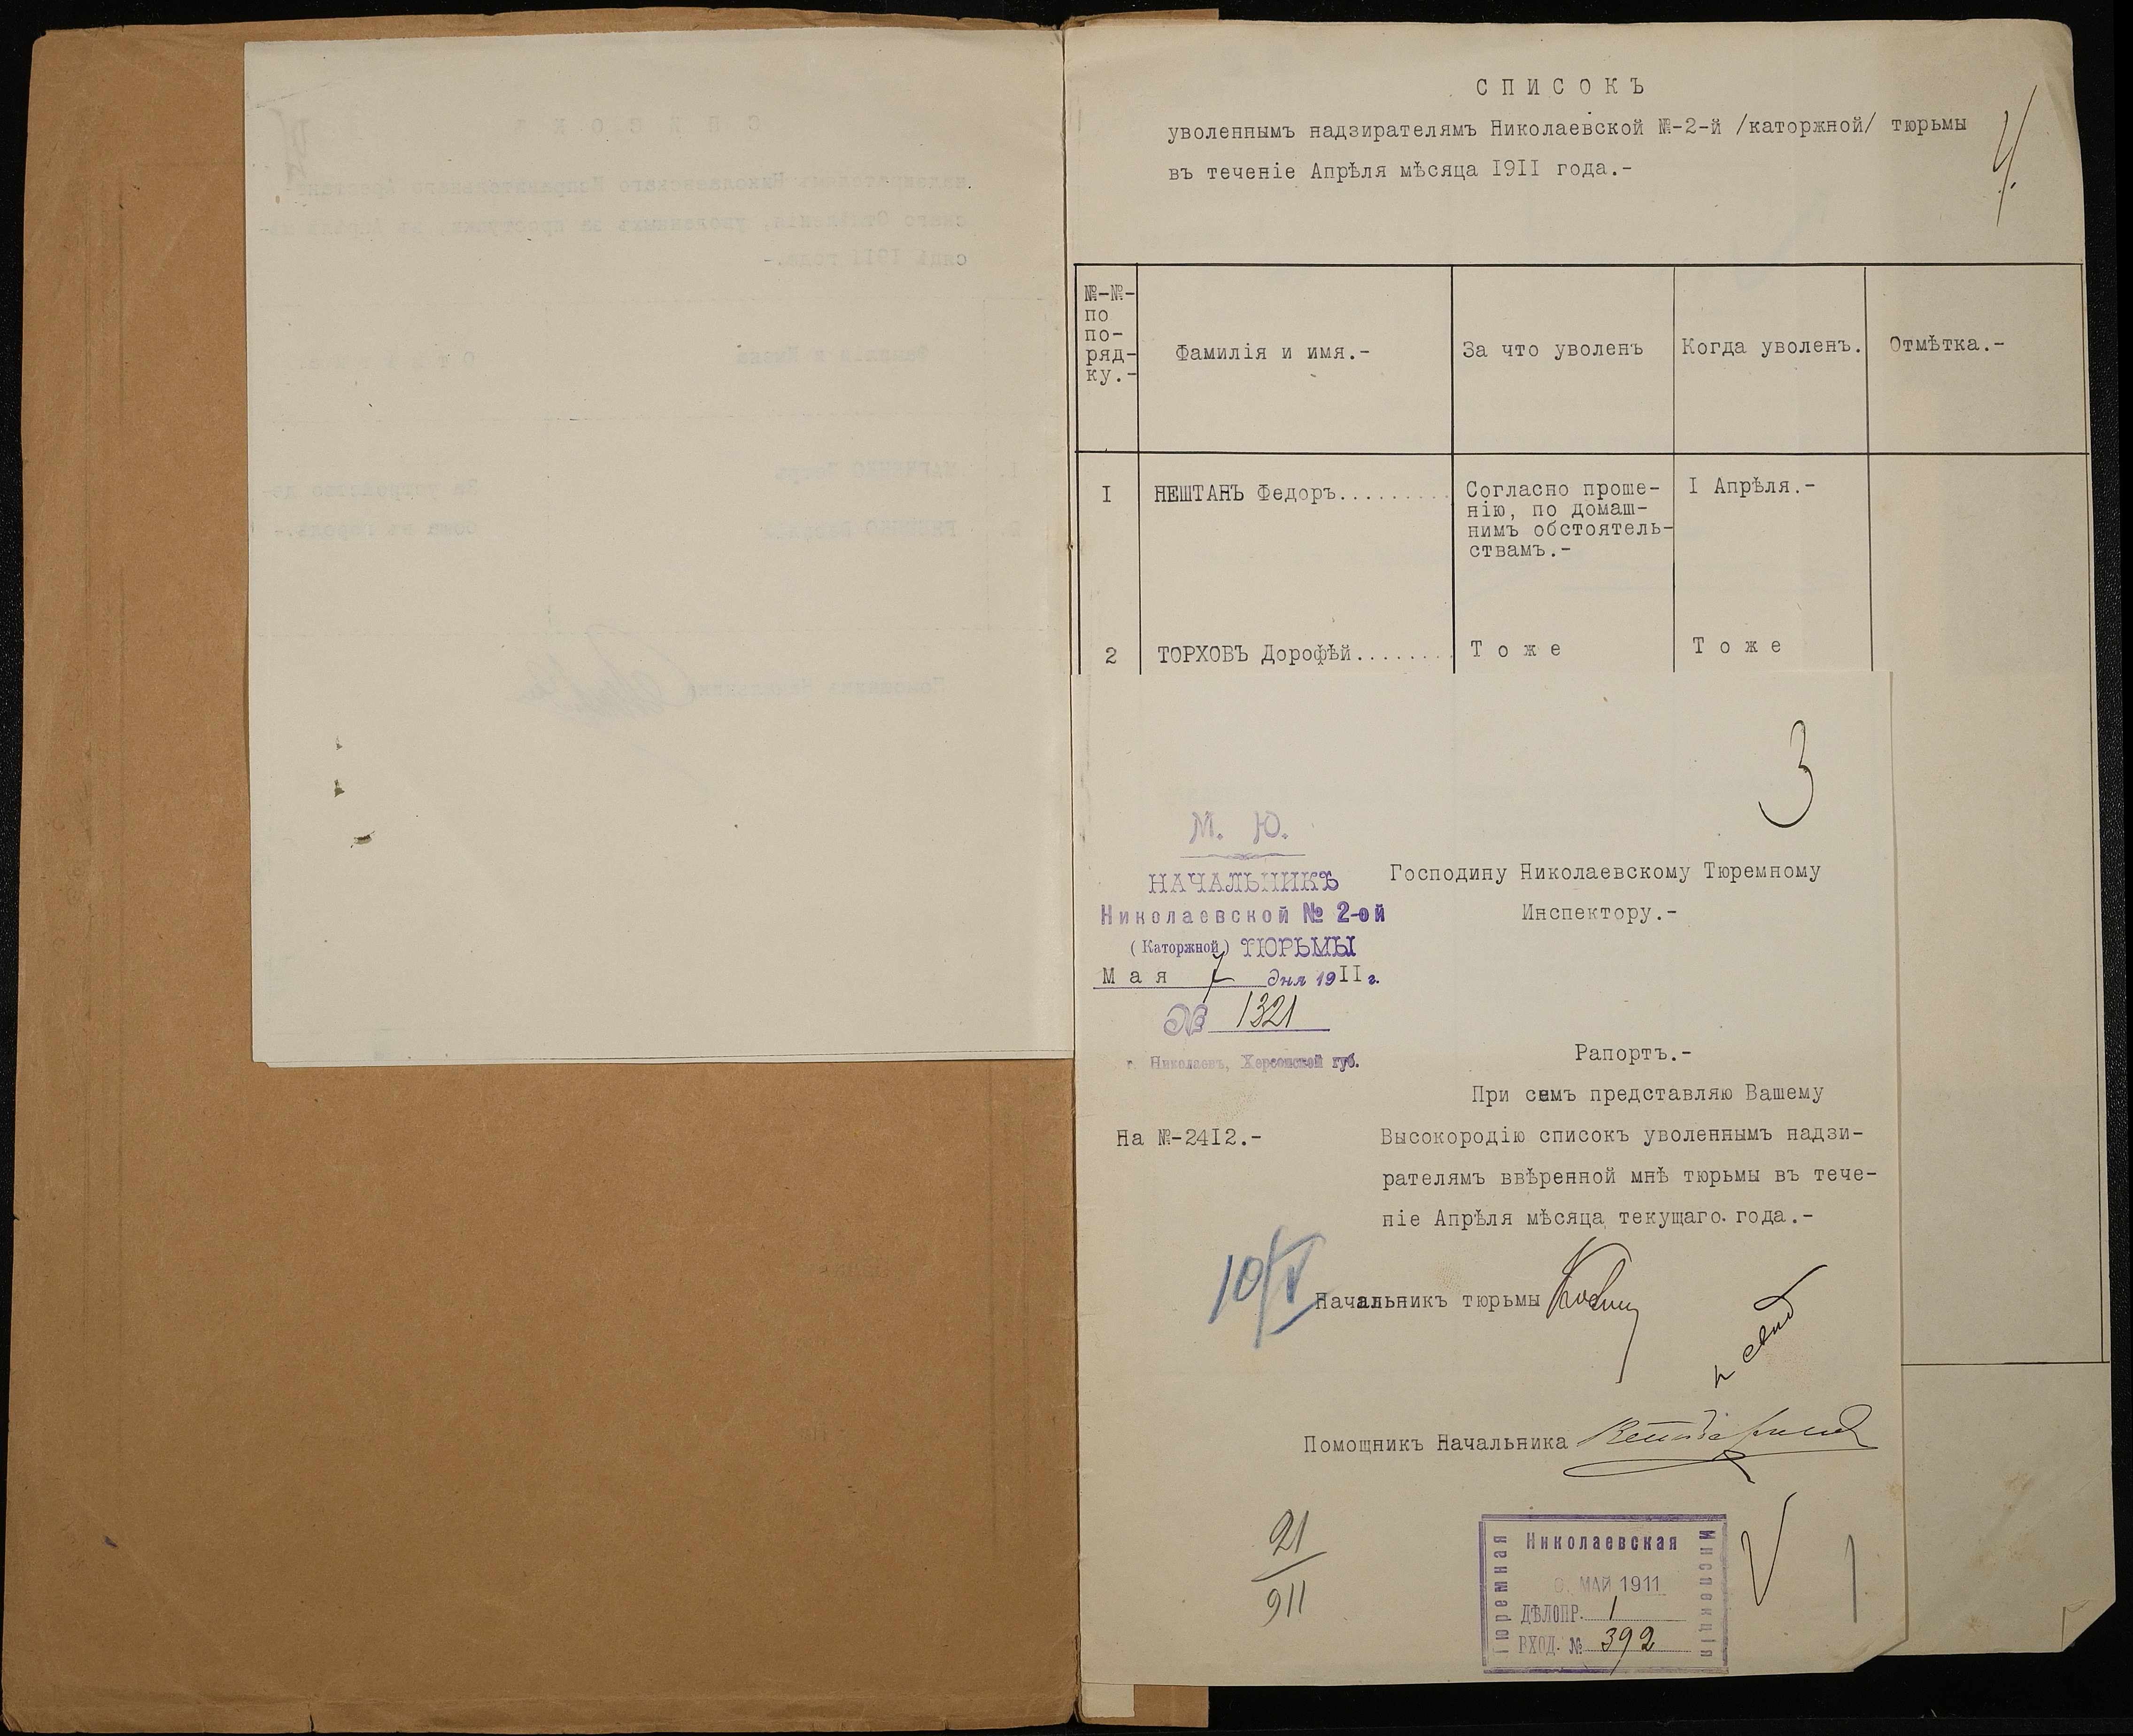 СПИСОКЪ
уволеннымъ надзирателямъ Николаевской №-2-й /каторжной/ тюрьмы
въ теченіе Апрѣля мѣсяца 1911 года.-
4.
№-№- по по- ряд- ку.-
Фамилія и имя.-
За что уволенъ
Когда уволенъ.
Отмѣтка.-
I
НЕШТАНЪ Федоръ.........
Согласно проше-
нію, по домаш-
нимъ обстоятель-
ствамъ.-
I Апрѣля.-
2
ТОРХОВЪ Дорофѣй.......
Тоже
Тоже
3
М. Ю.
НАЧАЛЬНИКЪ
Николаевской № 2-ой
(Каторжной) ТЮРЬМЫ
Мая 7 дня 1911 г.
№ 1321
г. Николаевъ, Херсонской губ.
На №-2412.-
Господину Николаевскому Тюремному
Инспектору.-
Рапортъ.-
При семъ представляю Вашему
Высокородію списокъ уволеннымъ надзи-
рателямъ ввѣренной мнѣ тюрьмы въ тече-
ніе Апрѣля мѣсяца текущаго года.-
10/V
Начальникъ тюрьмы
Помощникъ Начальника
21
911
Тюремная
Николаевская
Инспекція
МАЙ 1911
ДѢЛОПР. 1
ВХОД. № 392